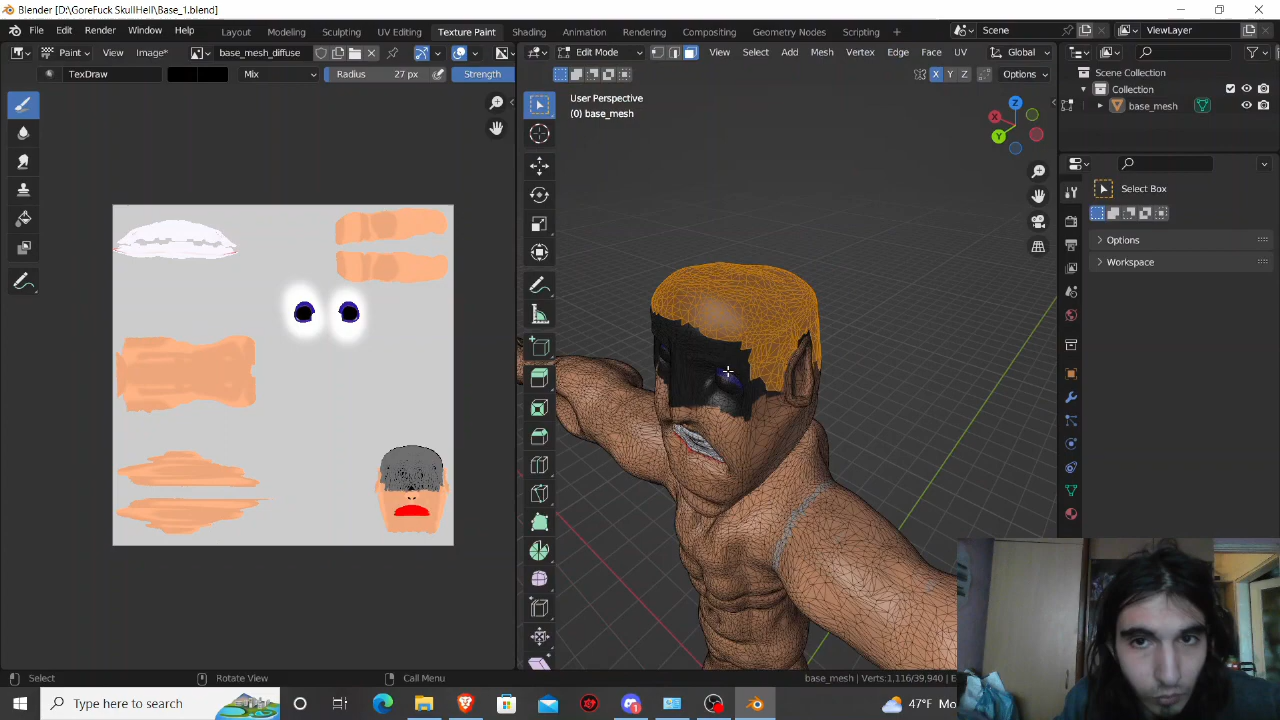 Blender [D:\GoreFuck SkullHell\Base_1.blend]
File Edit Render Window Help Layout Modeling Sculpting UV Editing Texture Paint Shading Animation Rendering Compositing Geometry Nodes Scripting Scene ViewLayer
Paint View Image* base_mesh_diffuse Edit Mode View Select Add Mesh Vertex Edge Face UV Global
TexDraw Mix Radius 27 px Strength X Y Z Options
Scene Collection
Collection
base_mesh
User Perspective
(0) base_mesh
Z
X
Y
Select Box
Options
Workspace
Select Rotate View Call Menu base_mesh | Verts:1,116/39,940 | E
Type here to search 1 47°F Mo